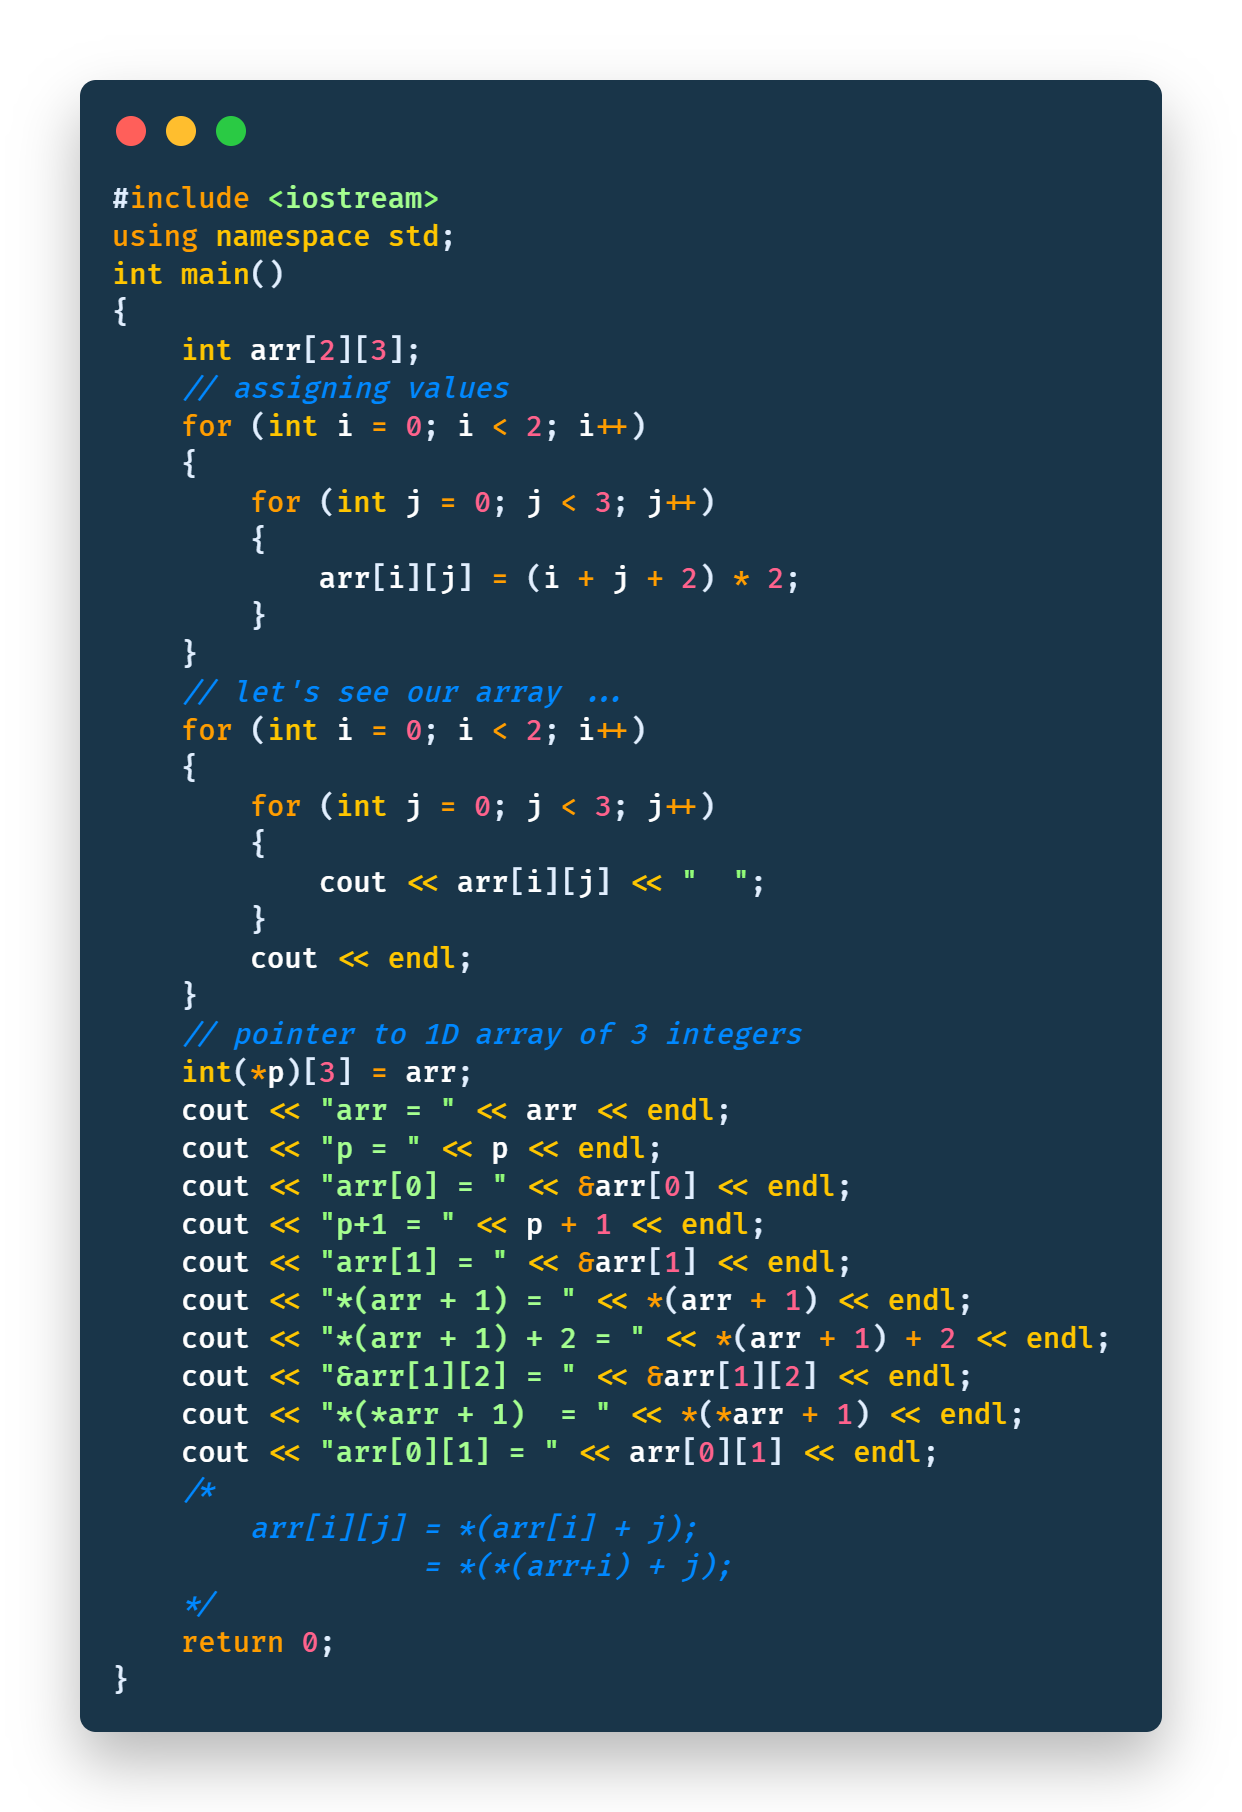 #include <iostream>
using namespace std;
int main()
{
    int arr[2][3];
    // assigning values
    for (int i = 0; i < 2; i++)
    {
        for (int j = 0; j < 3; j++)
        {
            arr[i][j] = (i + j + 2) * 2;
        }
    }
    // let's see our array ...
    for (int i = 0; i < 2; i++)
    {
        for (int j = 0; j < 3; j++)
        {
            cout << arr[i][j] << "  ";
        }
        cout << endl;
    }
    // pointer to 1D array of 3 integers
    int(*p)[3] = arr;
    cout << "arr = " << arr << endl;
    cout << "p = " << p << endl;
    cout << "arr[0] = " << &arr[0] << endl;
    cout << "p+1 = " << p + 1 << endl;
    cout << "arr[1] = " << &arr[1] << endl;
    cout << "*(arr + 1) = " << *(arr + 1) << endl;
    cout << "*(arr + 1) + 2 = " << *(arr + 1) + 2 << endl;
    cout << "&arr[1][2] = " << &arr[1][2] << endl;
    cout << "*(*arr + 1)  = " << *(*arr + 1) << endl;
    cout << "arr[0][1] = " << arr[0][1] << endl;
    /*
        arr[i][j] = *(arr[i] + j);
                  = *(*(arr+i) + j);
    */
    return 0;
}